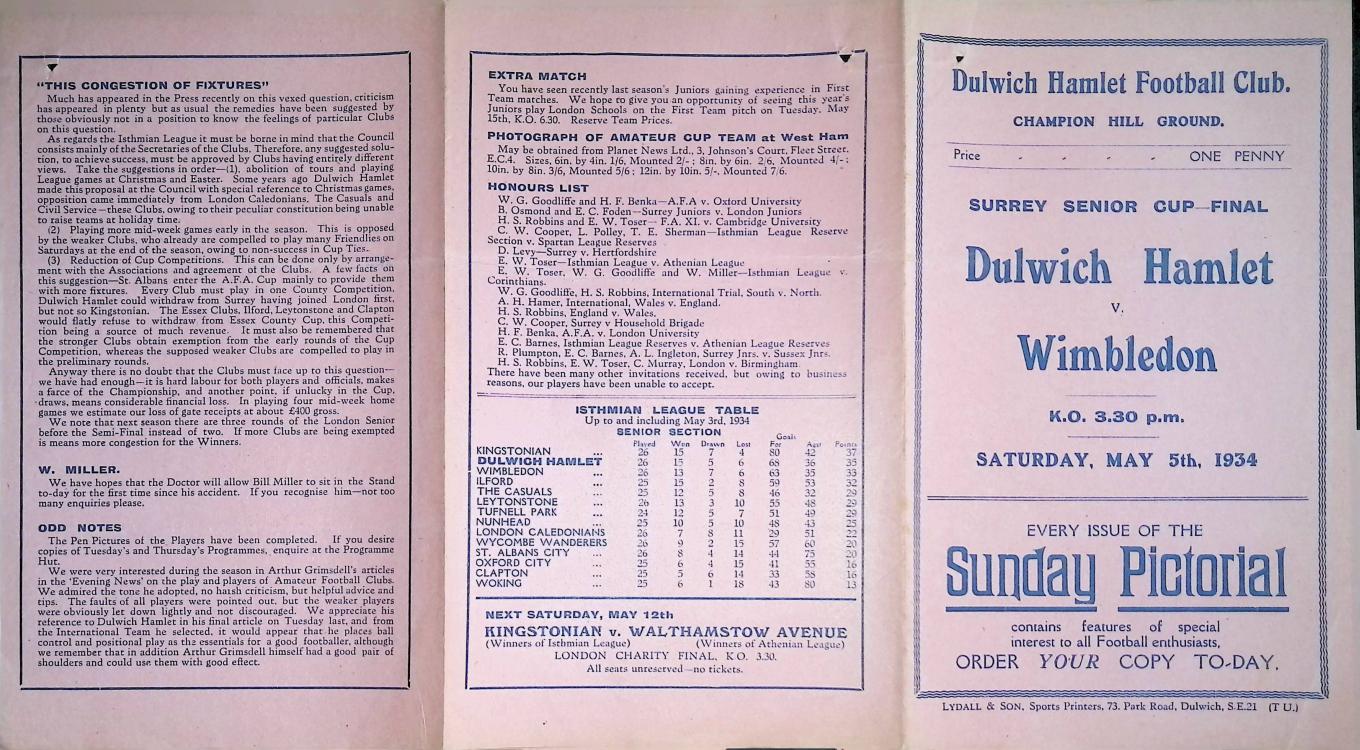 "THIS CONGESTION OF FIXTURES"
Much has appeared in the Press recently on this vexed question, criticism
has appeared in plenty but as usual the remedies have been suggested by
those obviously not in a position to know the feelings of particular Clubs
on this question.
As regards the Isthmian League it must be borne in mind that the Council
consists mainly of the Secretaries of the Clubs. Therefore, any suggested solu-
tion, to achieve success, must be approved by Clubs having entirely different
views. Take the suggestions in order—(1), abolition of tours and playing
League games at Christmas and Easter. Some years ago Dulwich Hamlet
made this proposal at the Council with special reference to Christmas games,
opposition came immediately from London Caledonians. The Casuals and
Civil Service—these Clubs, owing to their peculiar constitution being unable
to raise teams at holiday time.
(2) Playing more mid-week games early in the season. This is opposed
by the weaker Clubs, who already are compelled to play many Friendlies on
Saturdays at the end of the season, owing to non-success in Cup Ties.
(3) Reduction of Cup Competitions. This can be done only by arrange-
ment with the Associations and agreement of the Clubs. A few facts on
this suggestion—St. Albans enter the A.F.A. Cup mainly to provide them
with more fixtures. Every Club must play in one County Competition,
Dulwich Hamlet could withdraw from Surrey having joined London first,
but not so Kingstonian. The Essex Clubs, Ilford, Leytonstone and Clapton
would flatly refuse to withdraw from Essex County Cup, this Competi-
tion being a source of much revenue. It must also be remembered that
the stronger Clubs obtain exemption from the early rounds of the Cup
Competition, whereas the supposed weaker Clubs are compelled to play in
the preliminary rounds.
Anyway there is no doubt that the Clubs must face up to this question—
we have had enough—it is hard labour for both players and officials, makes
a farce of the Championship, and another point, if unlucky in the Cup,
draws, means considerable financial loss. In playing four mid-week home
games we estimate our loss of gate receipts at about £400 gross.
We note that next season there are three rounds of the London Senior
before the Semi-Final instead of two. If more Clubs are being exempted
is means more congestion for the Winners.
W. MILLER.
We have hopes that the Doctor will allow Bill Miller to sit in the Stand
to-day for the first time since his accident. If you recognise him—not too
many enquiries please.
ODD NOTES
The Pen Pictures of the Players have been completed. If you desire
copies of Tuesday's and Thursday's Programmes, enquire at the Programme
Hut.
We were very interested during the season in Arthur Grimsdell's articles
in the 'Evening News' on the play and players of Amateur Football Clubs.
We admired the tone he adopted, no harsh criticism, but helpful advice and
tips. The faults of all players were pointed out, but the weaker players
were obviously let down lightly and not discouraged. We appreciate his
reference to Dulwich Hamlet in his final article on Tuesday last, and from
the International Team he selected, it would appear that he places ball
control and positional play as the essentials for a good footballer, although
we remember that in addition Arthur Grimsdell himself had a good pair of
shoulders and could use them with good effect.
EXTRA MATCH
You have seen recently last season's Juniors gaining experience in First
Team matches. We hope to give you an opportunity of seeing this year's
Juniors play London Schools on the First Team pitch on Tuesday, May
15th, K.O. 6.30. Reserve Team Prices.
PHOTOGRAPH OF AMATEUR CUP TEAM at West Ham
May be obtained from Planet News Ltd., 3, Johnson's Court, Fleet Street,
E.C.4. Sizes, 6in. by 4in. 1/6, Mounted 2/- ; 8in. by 6in. 2/6, Mounted 4/- ;
10in. by 8in. 3/6, Mounted 5/6 ; 12in. by 10in. 5/-, Mounted 7/6.
HONOURS LIST
W. G. Goodliffe and H. F. Benka—A.F.A v. Oxford University
B. Osmond and E. C. Foden—Surrey Juniors v. London Juniors
H. S. Robbins and E. W. Toser— F.A. XI. v. Cambridge University
C. W. Cooper, L. Polley, T. E. Sherman—Isthmian League Reserve
Section v. Spartan League Reserves
D. Levy—Surrey v. Hertfordshire
E. W. Toser—Isthmian League v. Athenian League
E. W. Toser, W. G. Goodliffe and W. Miller—Isthmian League v.
Corinthians.
W. G. Goodliffe, H. S. Robbins, International Trial, South v. North.
A. H. Hamer, International, Wales v. England.
H. S. Robbins, England v. Wales,
C. W. Cooper, Surrey v Household Brigade
H. F. Benka, A.F.A. v. London University
E. C. Barnes, Isthmian League Reserves v. Athenian League Reserves
R. Plumpton, E. C. Barnes, A. L. Ingleton, Surrey Jnrs. v. Sussex Jnrs.
H. S. Robbins, E. W. Toser, C. Murray, London v. Birmingham.
There have been many other invitations received, but owing to business
reasons, our players have been unable to accept.
ISTHMIAN LEAGUE TABLE
Up to and including May 3rd, 1934
SENIOR SECTION
Goals
Played Won Drawn Lost For Agst Points
KINGSTONIAN ... 26 15 7 4 80 42 37
DULWICH HAMLET 26 15 5 6 68 36 35
WIMBLEDON ... 26 13 7 6 63 35 33
ILFORD ... 25 15 2 8 59 53 32
THE CASUALS ... 25 12 5 8 46 32 29
LEYTONSTONE ... 26 13 3 10 55 48 29
TUFNELL PARK ... 24 12 5 7 51 49 29
NUNHEAD ... 25 10 5 10 48 43 25
LONDON CALEDONIANS 26 7 8 11 29 51 22
WYCOMBE WANDERERS 26 9 2 15 57 60 20
ST. ALBANS CITY ... 26 8 4 14 44 75 20
OXFORD CITY ... 25 6 4 15 41 55 16
CLAPTON ... 25 5 6 14 33 58 16
WOKING ... 25 6 1 18 43 80 13
NEXT SATURDAY, MAY 12th
KINGSTONIAN v. WALTHAMSTOW AVENUE
(Winners of Isthmian League) (Winners of Athenian League)
LONDON CHARITY FINAL, K O. 3.30.
All seats unreserved—no tickets.
Dulwich Hamlet Football Club.
CHAMPION HILL GROUND.
Price - - - - ONE PENNY
SURREY SENIOR CUP—FINAL
Dulwich Hamlet
v.
Wimbledon
K.O. 3.30 p.m.
SATURDAY, MAY 5th, 1934
EVERY ISSUE OF THE
Sunday Pictorial
contains features of special
interest to all Football enthusiasts,
ORDER YOUR COPY TO-DAY.
LYDALL & SON, Sports Printers, 73, Park Road, Dulwich, S.E.21 (T U.)